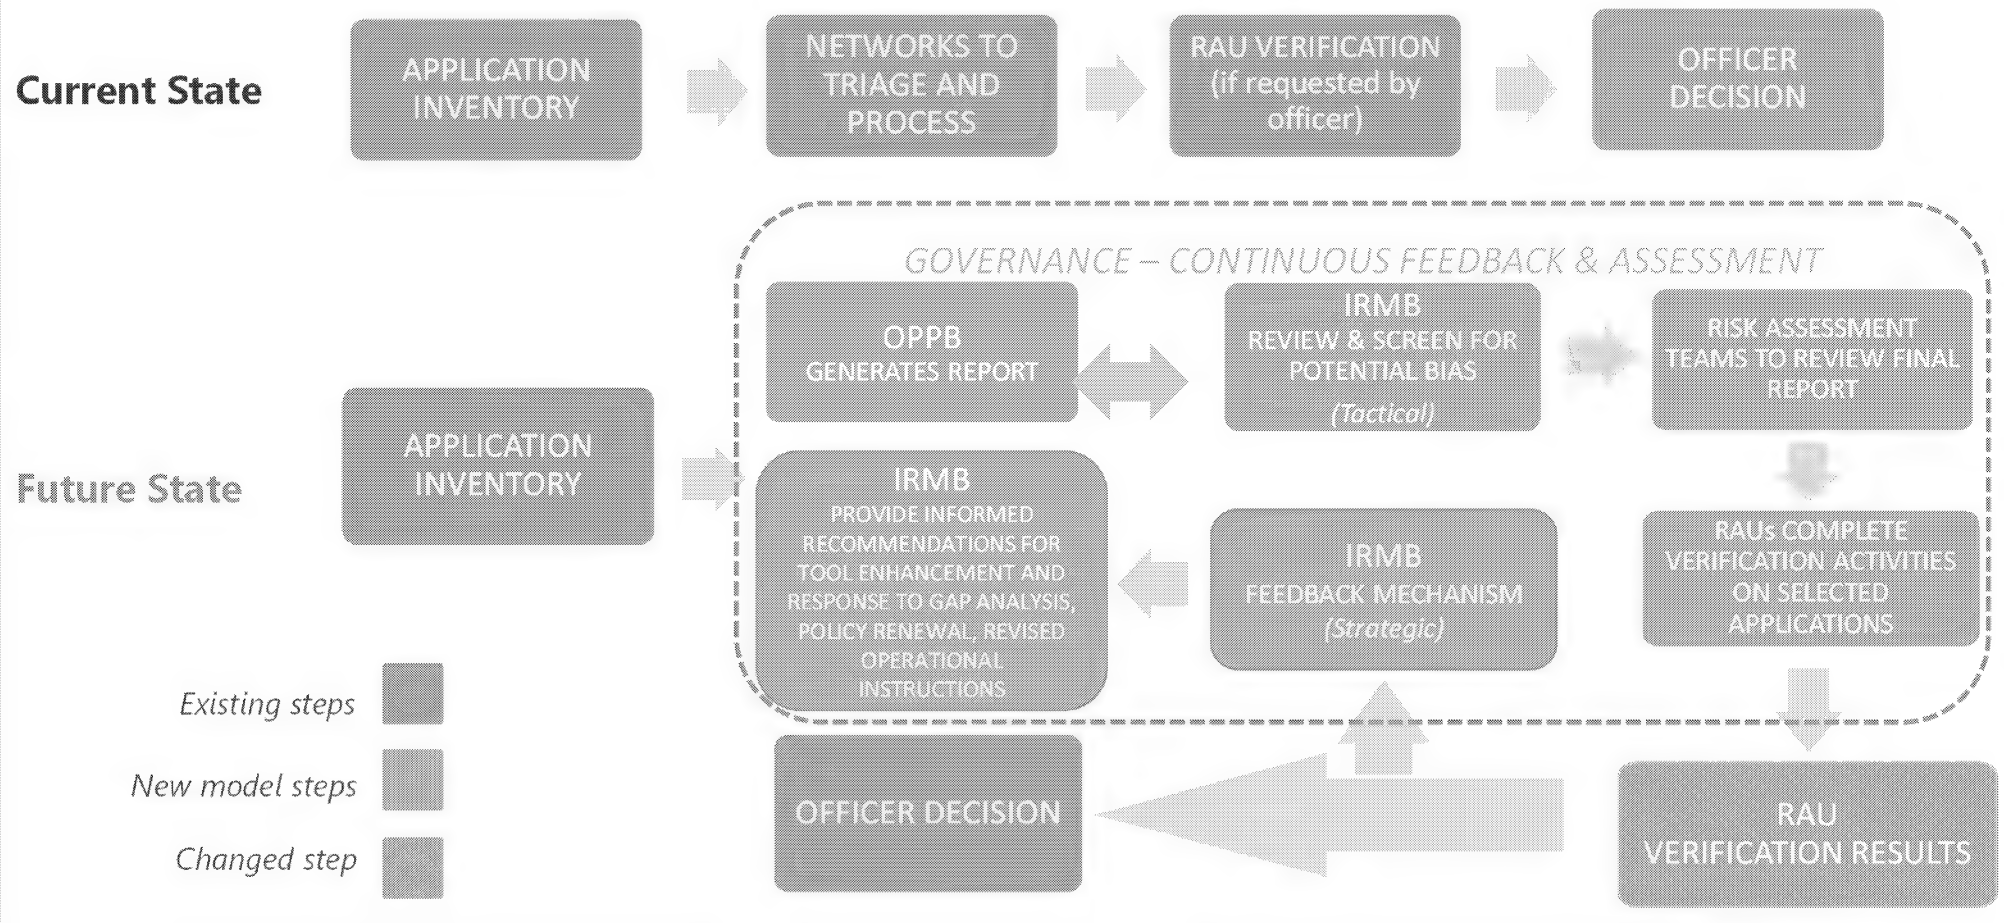 Current State
APPLICATION
INVENTORY
NETWORKS TO
TRIAGE AND
PROCESS
RAU VERIFICATION
(if requested by
officer)
OFFICER
DECISION
Future State
APPLICATION
INVENTORY
GOVERNANCE – CONTINUOUS FEEDBACK & ASSESSMENT
OPPB
GENERATES REPORT
IRMB
REVIEW & SCREEN FOR
POTENTIAL BIAS
(Tactical)
RISK ASSESSMENT
TEAMS TO REVIEW FINAL
REPORT
RAUs COMPLETE
VERIFICATION ACTIVITIES
ON SELECTED
APPLICATIONS
IRMB
FEEDBACK MECHANISM
(Strategic)
IRMB
PROVIDE INFORMED
RECOMMENDATIONS FOR
TOOL ENHANCEMENT AND
RESPONSE TO GAP ANALYSIS,
POLICY RENEWAL, REVISED
OPERATIONAL
INSTRUCTIONS
RAU
VERIFICATION RESULTS
OFFICER DECISION
Existing steps
New model steps
Changed step